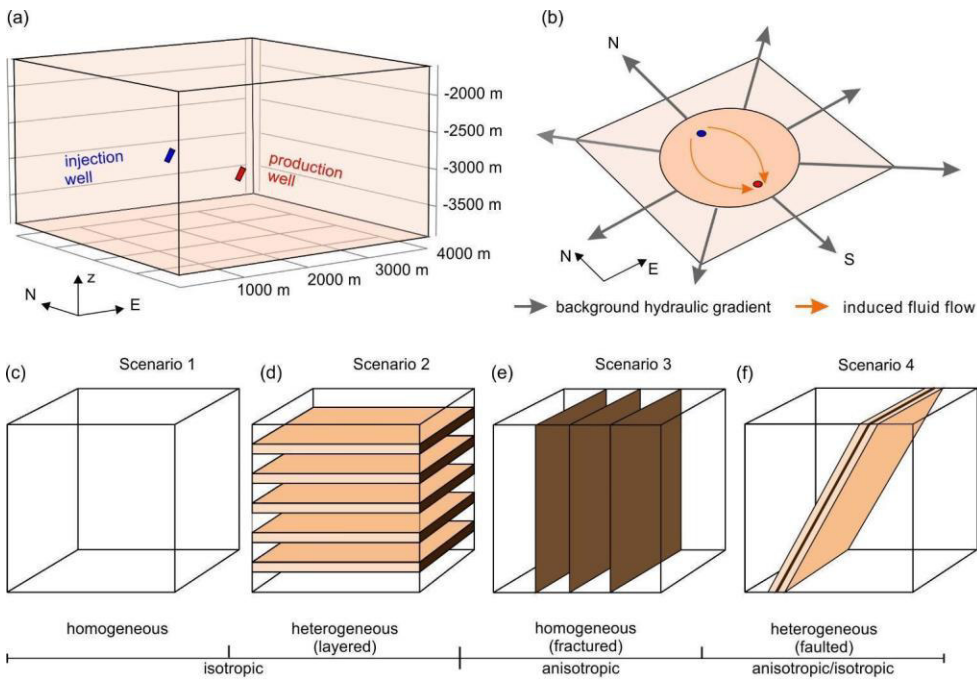 (a)
-2000 m
-2500 m
-3000 m
-3500 m
injection
well
production
well
4000 m
3000 m
2000 m
1000 m
z
N
E
(b)
N
S
N
E
background hydraulic gradient
induced fluid flow
(c)
Scenario 1
(d)
Scenario 2
(e)
Scenario 3
(f)
Scenario 4
homogeneous
heterogeneous
(layered)
homogeneous
(fractured)
heterogeneous
(faulted)
isotropic
anisotropic
anisotropic/isotropic